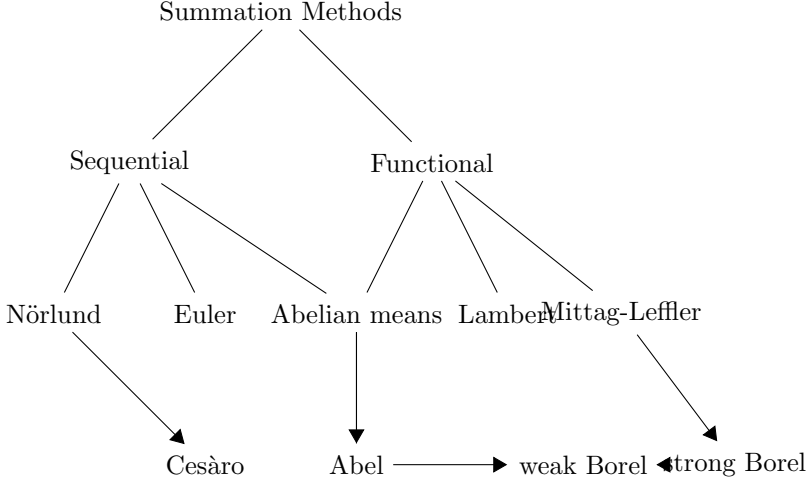 Summation Methods
Sequential
Functional
Nörlund
Euler
Abelian means
Lambert
Mittag-Leffler
Cesàro
Abel
weak Borel
strong Borel